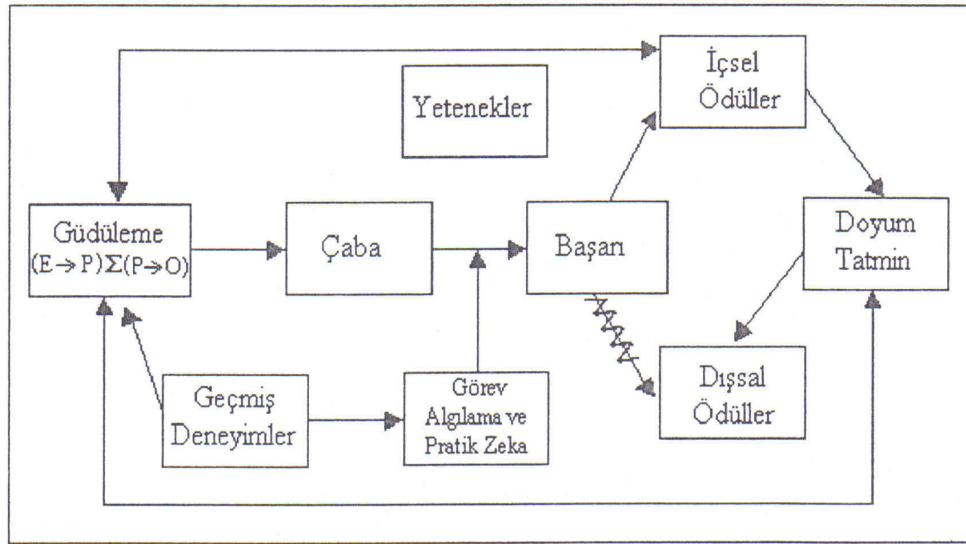 İçsel
Ödüller
Yetenekler
Güdüleme
(E→P)Σ(P→O)
Çaba
Başarı
Doyum
Tatmin
Geçmiş
Deneyimler
Görev
Algılama ve
Pratik Zeka
Dışsal
Ödüller